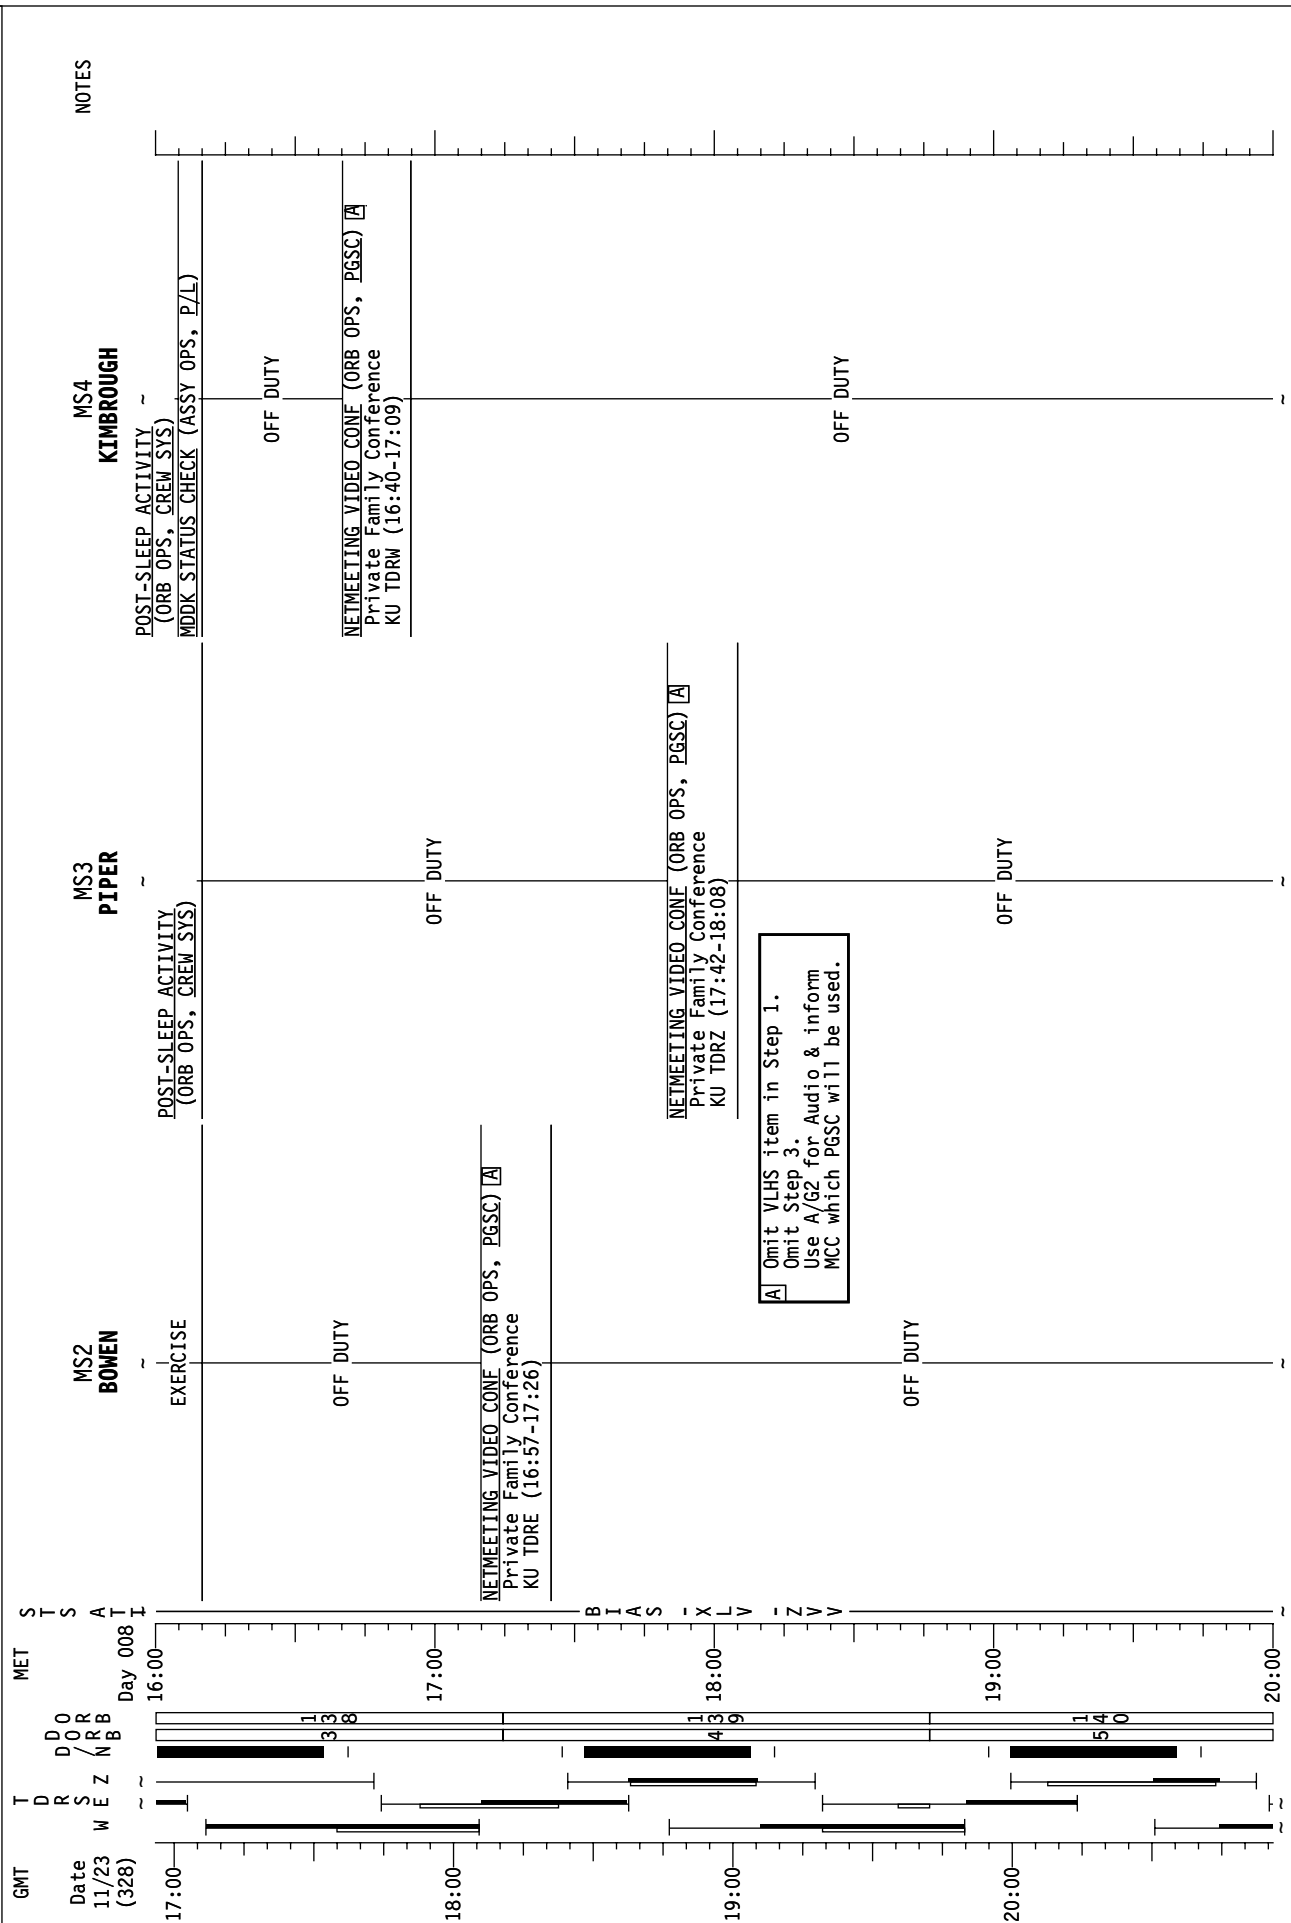 GMT
Date
11/23
(328)
17:00
18:00
19:00
20:00
T
D
R
S
W E Z
D
D O
/ R
N B
O
R
B
3
4
5
138
139
140
MET
Day 008
16:00
17:00
18:00
19:00
20:00
S
T
S
A
T
T
BIAS -XLV -ZVV
MS2
BOWEN
EXERCISE
OFF DUTY
NETMEETING VIDEO CONF (ORB OPS, PGSC) A
Private Family Conference
KU TDRE (16:57-17:26)
OFF DUTY
MS3
PIPER
POST-SLEEP ACTIVITY
(ORB OPS, CREW SYS)
OFF DUTY
NETMEETING VIDEO CONF (ORB OPS, PGSC) A
Private Family Conference
KU TDRZ (17:42-18:08)
A Omit VLHS item in Step 1.
Omit Step 3.
Use A/G2 for Audio & inform
MCC which PGSC will be used.
OFF DUTY
MS4
KIMBROUGH
POST-SLEEP ACTIVITY
(ORB OPS, CREW SYS)
MDDK STATUS CHECK (ASSY OPS, P/L)
OFF DUTY
NETMEETING VIDEO CONF (ORB OPS, PGSC) A
Private Family Conference
KU TDRW (16:40-17:09)
OFF DUTY
NOTES